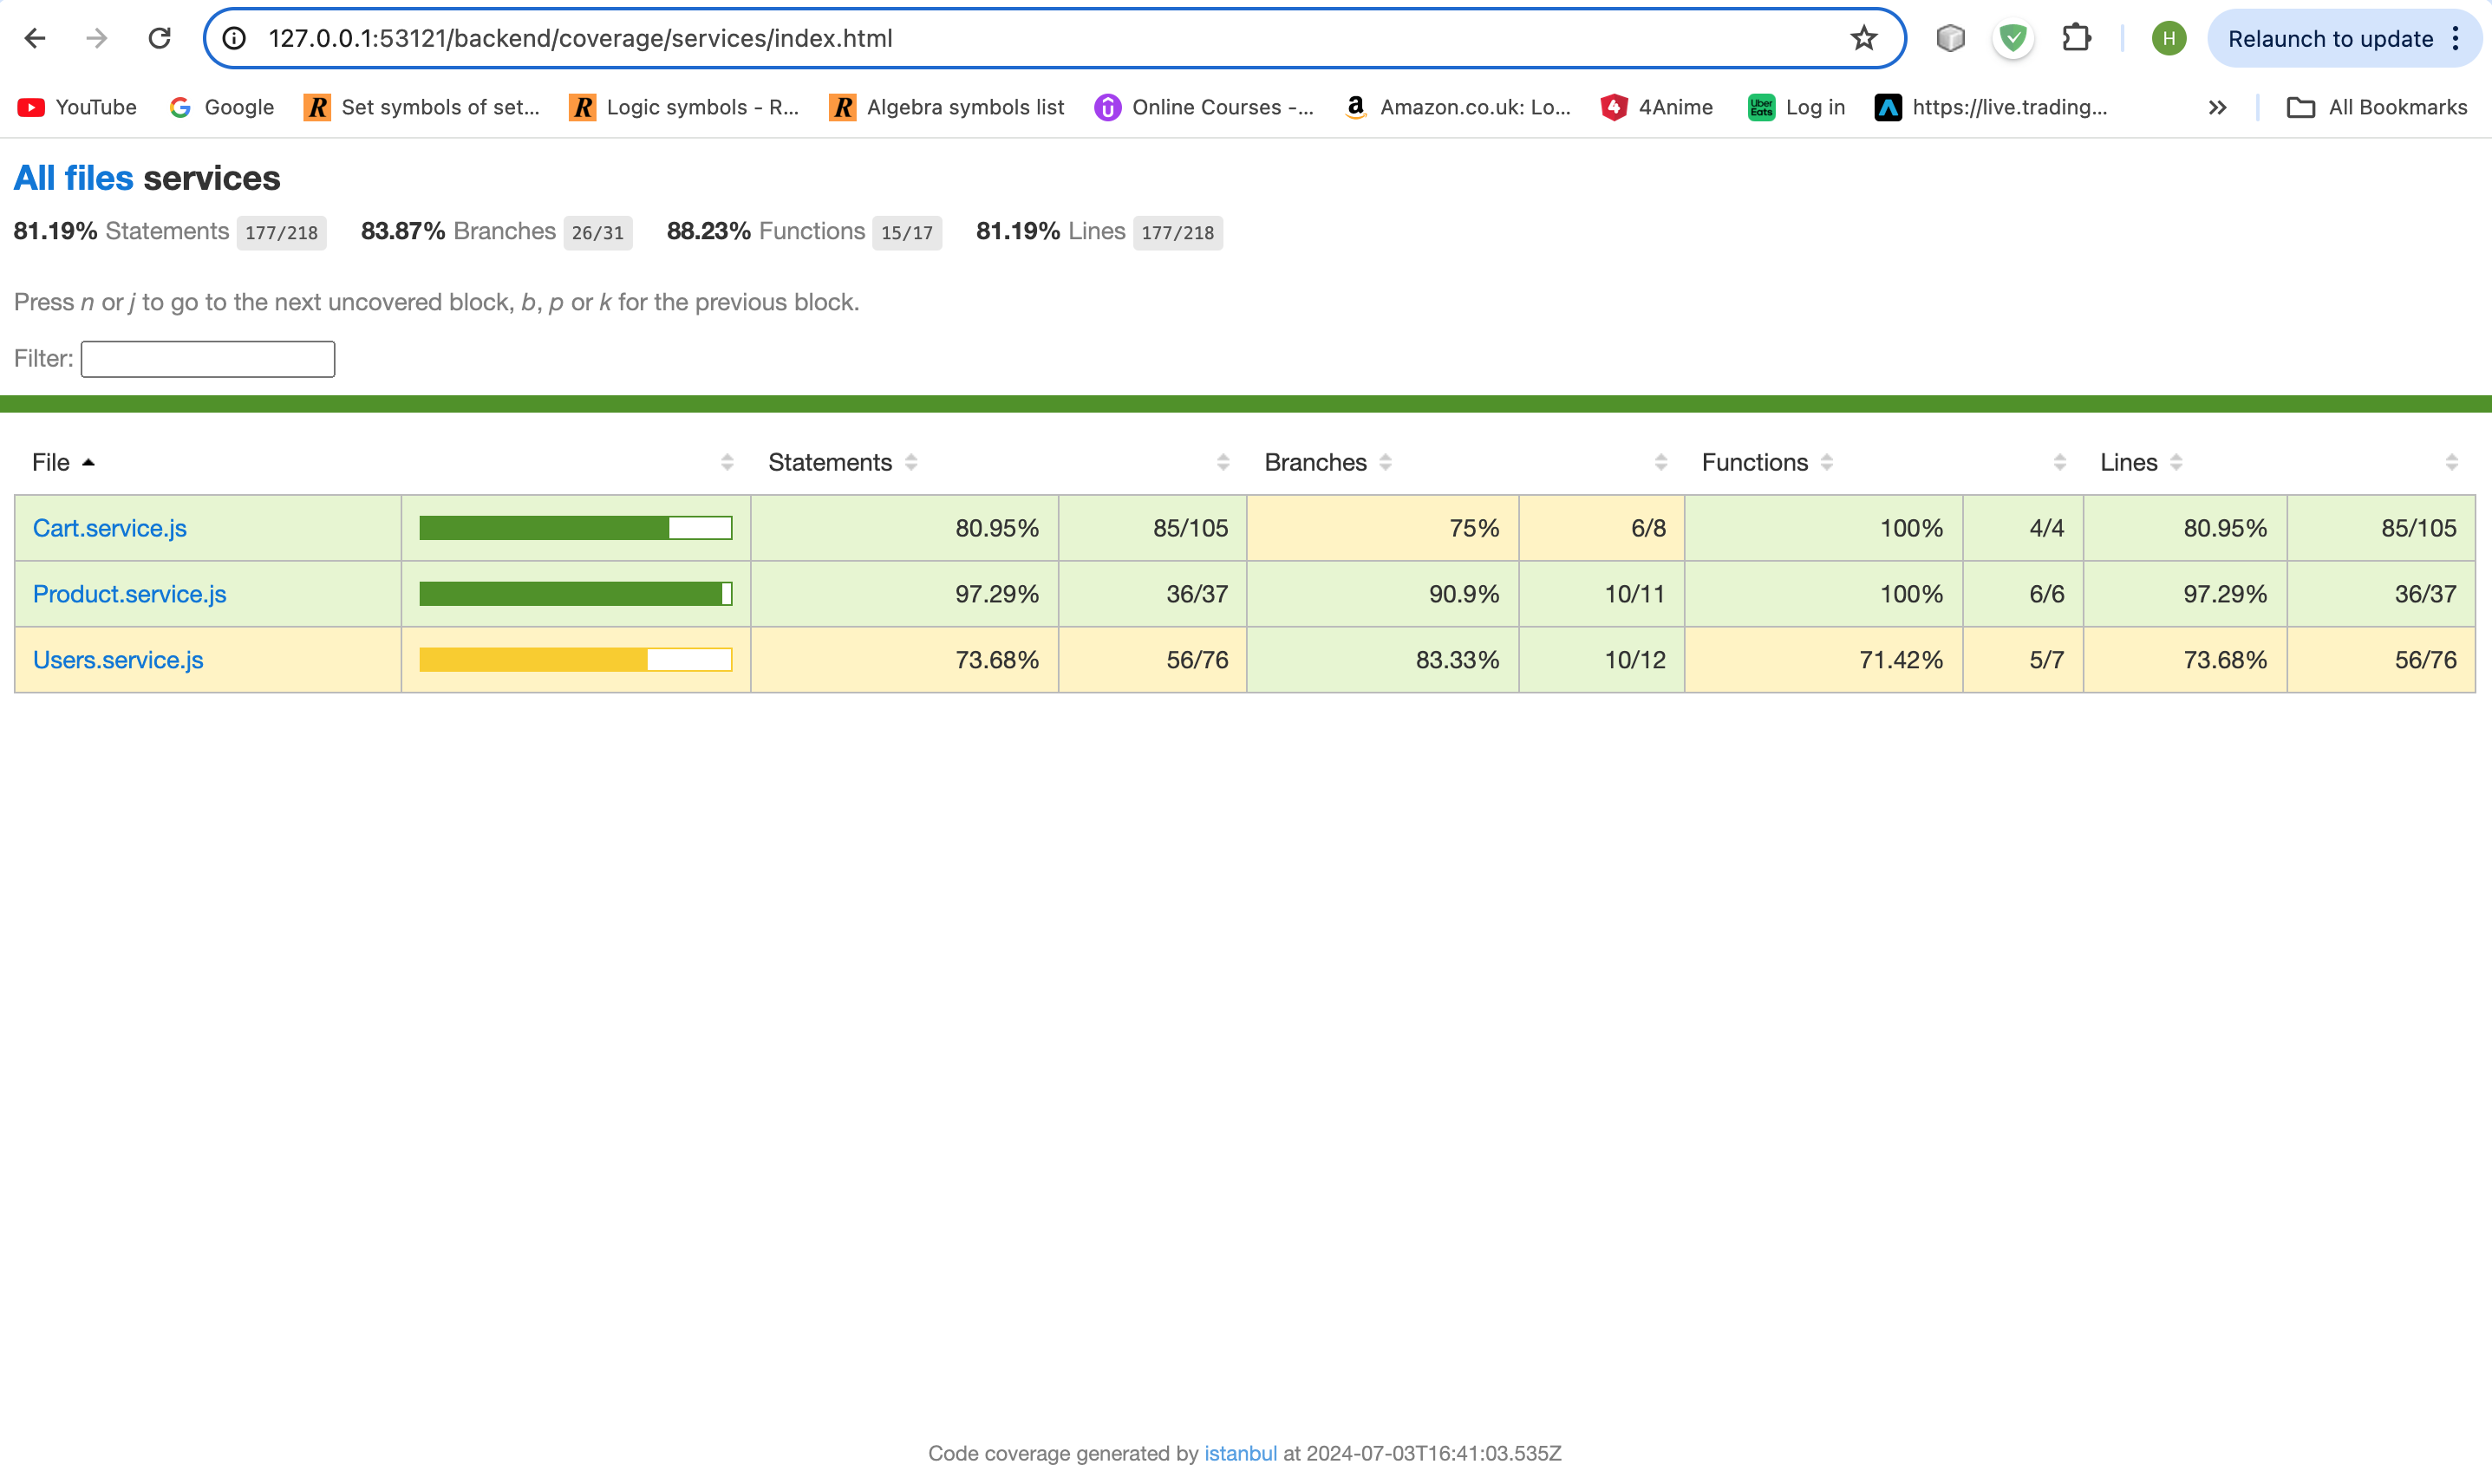 127.0.0.1:53121/backend/coverage/services/index.html
H
Relaunch to update
YouTube Google R Set symbols of set... R Logic symbols - R... R Algebra symbols list Online Courses -... a Amazon.co.uk: Lo... 4 4Anime Uber Eats Log in https://live.trading... All Bookmarks
All files services
81.19% Statements 177/218 83.87% Branches 26/31 88.23% Functions 15/17 81.19% Lines 177/218
Press n or j to go to the next uncovered block, b, p or k for the previous block.
Filter:
File Statements Branches Functions Lines
Cart.service.js 80.95% 85/105 75% 6/8 100% 4/4 80.95% 85/105
Product.service.js 97.29% 36/37 90.9% 10/11 100% 6/6 97.29% 36/37
Users.service.js 73.68% 56/76 83.33% 10/12 71.42% 5/7 73.68% 56/76
Code coverage generated by istanbul at 2024-07-03T16:41:03.535Z